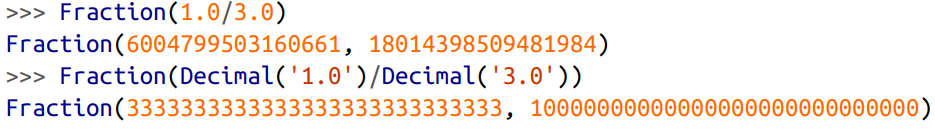 >>> Fraction(1.0/3.0)
Fraction(6004799503160661, 18014398509481984)
>>> Fraction(Decimal('1.0')/Decimal('3.0'))
Fraction(3333333333333333333333333333, 10000000000000000000000000000)